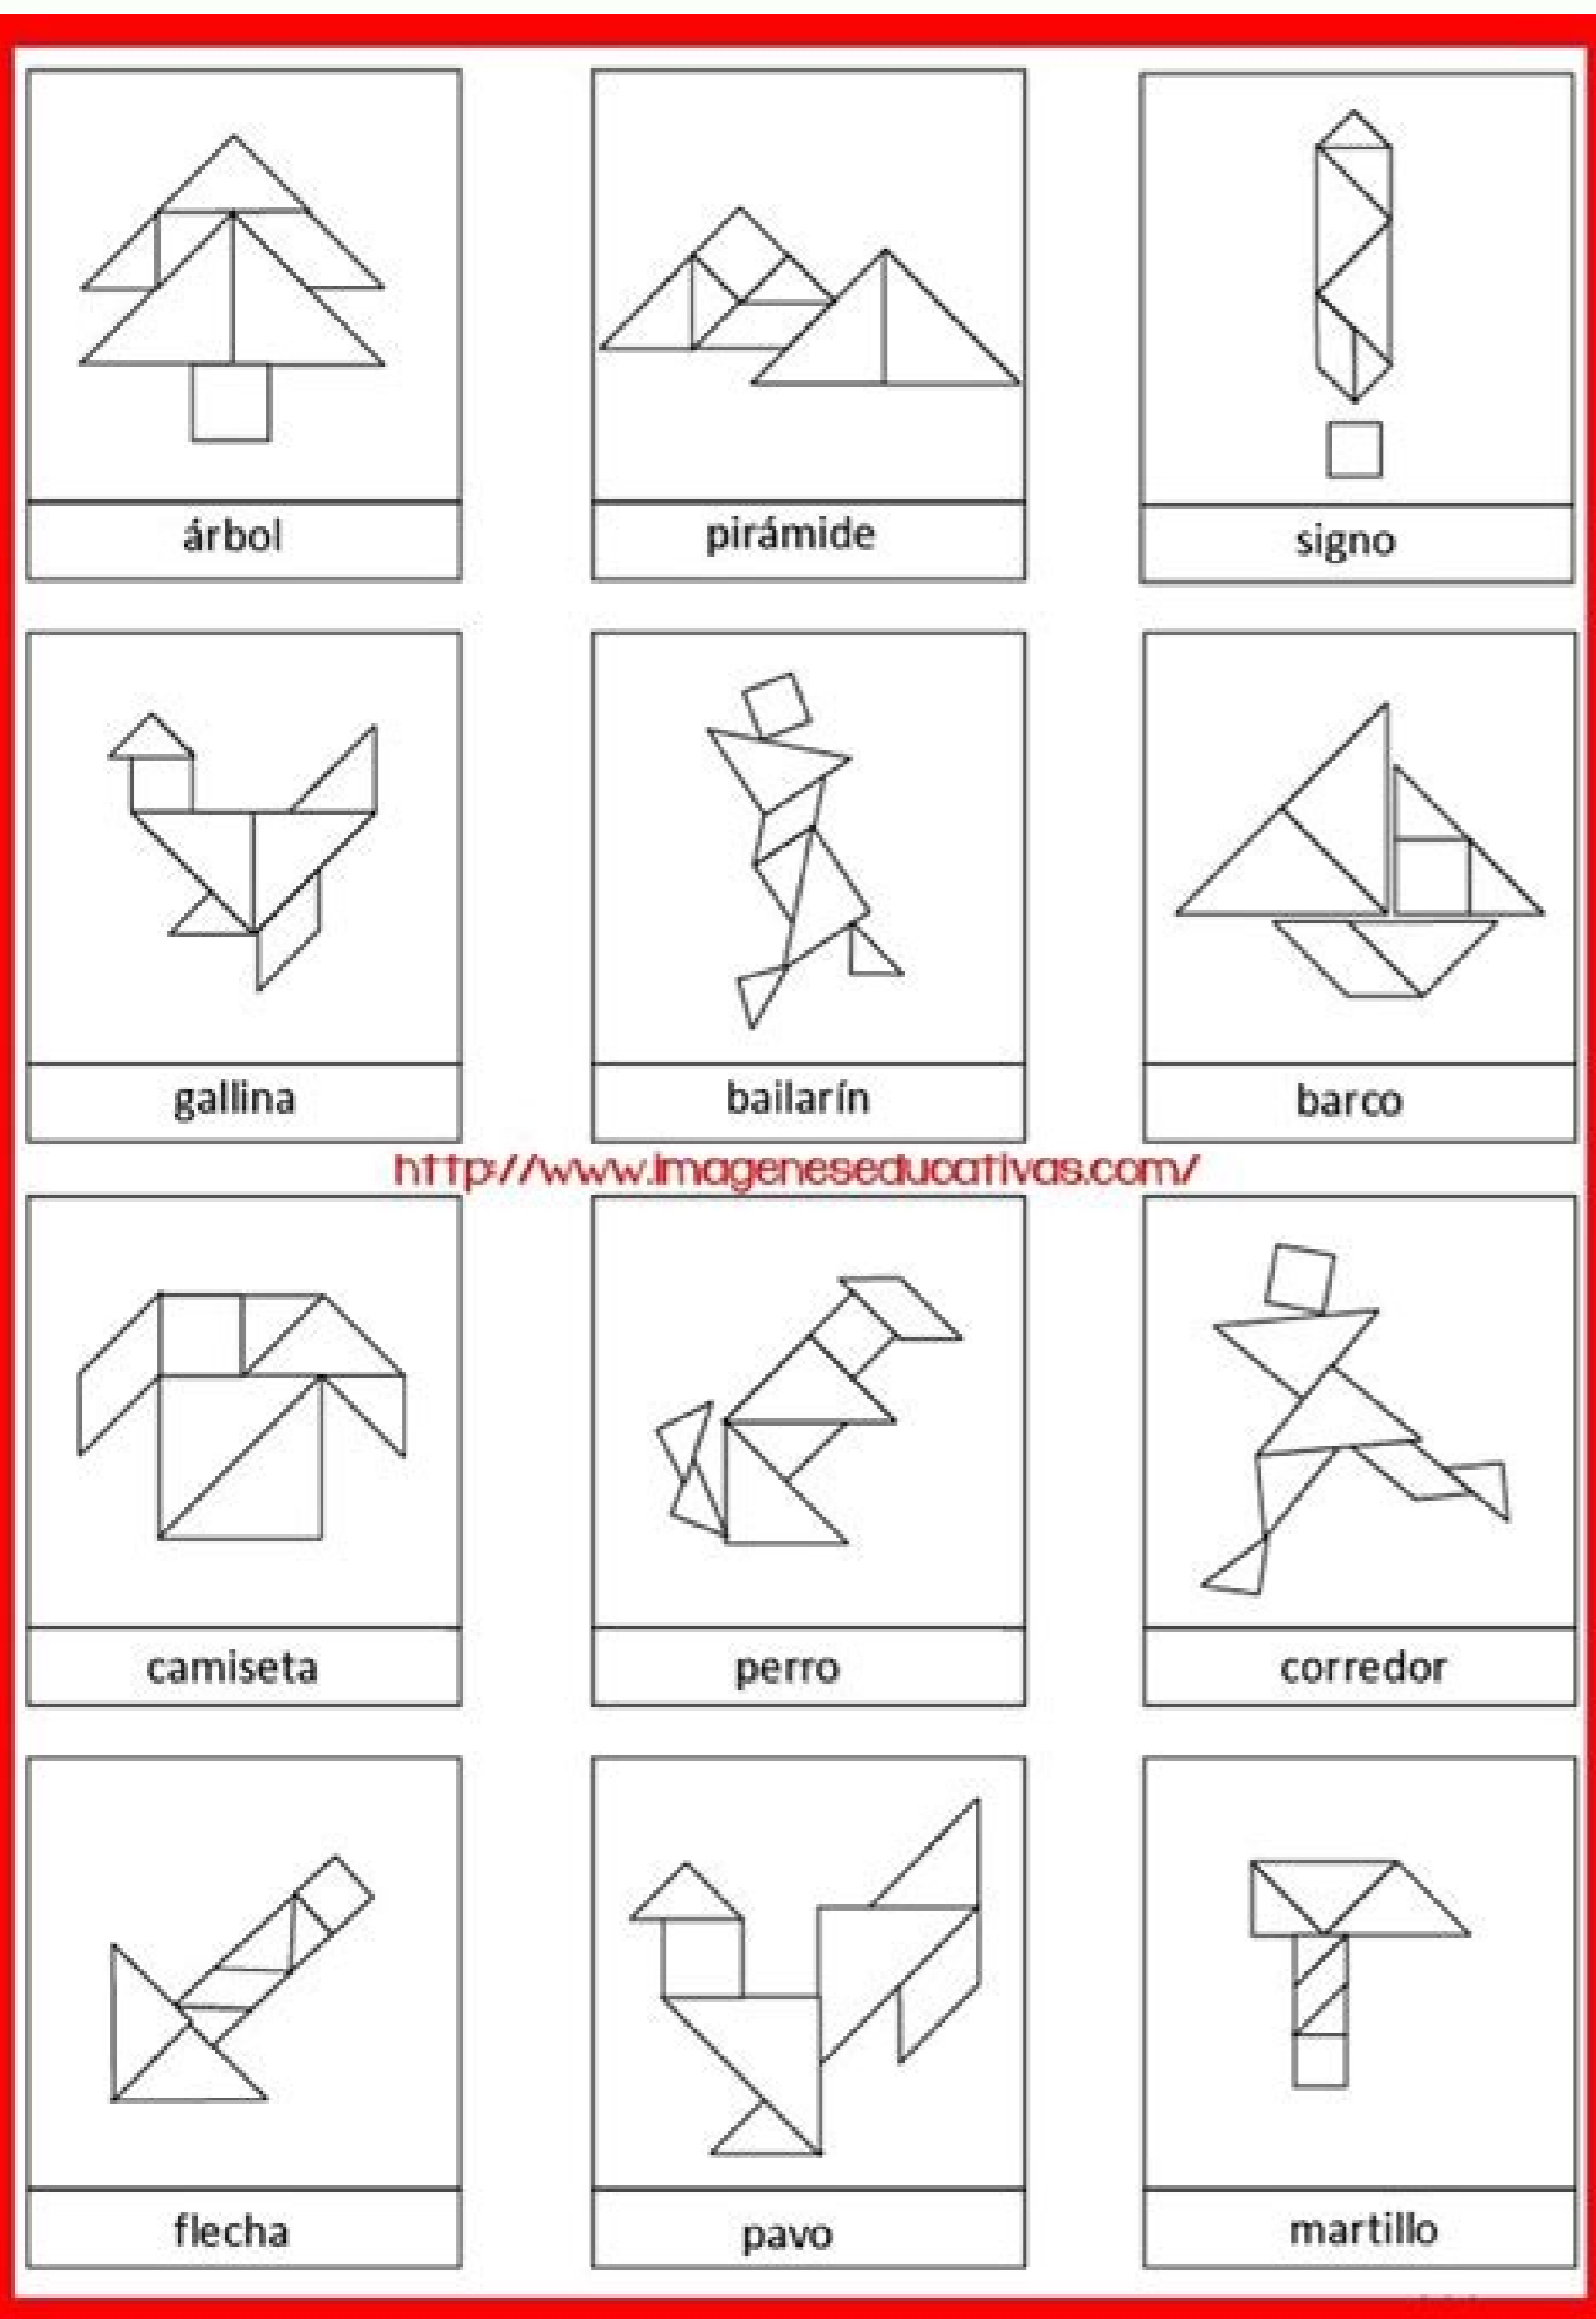 árbol
pirámide
signo
gallina
bailarín
barco
http://www.imageneseducativas.com/
camiseta
perro
corredor
flecha
pavo
martillo